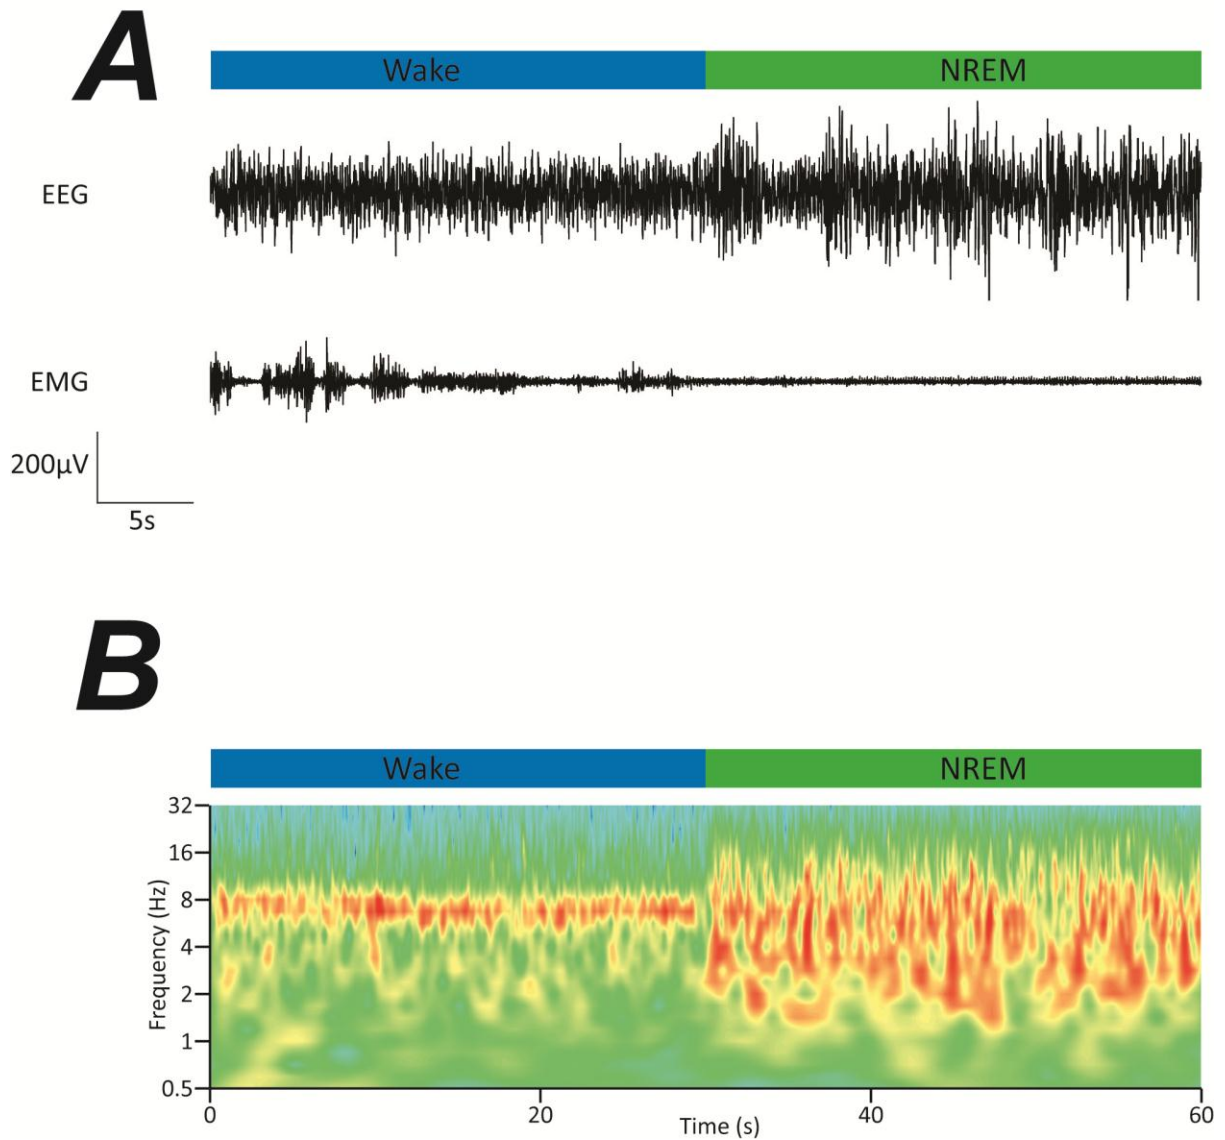 A
Wake NREM
EEG
EMG
200µV
5s
B
Wake NREM
32
16
8
4
2
1
0.5
Frequency (Hz)
0 20 40 60
Time (s)